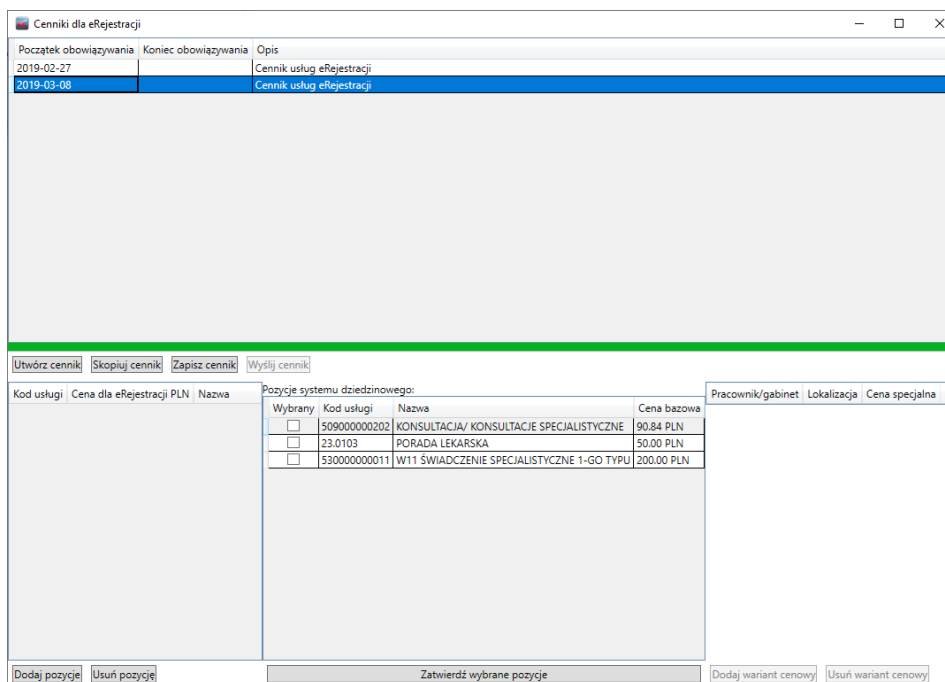 Cenniki dla eRejestracji
Początek obowiązywania Koniec obowiązywania Opis
2019-02-27 Cennik usług eRejestracji
2019-03-08 Cennik usług eRejestracji
Utwórz cennik Skopiuj cennik Zapisz cennik Wyślij cennik
Kod usługi Cena dla eRejestracji PLN Nazwa
Pozycje systemu dziedzinowego:
Wybrany Kod usługi Nazwa Cena bazowa
509000000202 KONSULTACJA/ KONSULTACJE SPECJALISTYCZNE 90.84 PLN
23.0103 PORADA LEKARSKA 50.00 PLN
530000000011 W11 ŚWIADCZENIE SPECJALISTYCZNE 1-GO TYPU 200.00 PLN
Pracownik/gabinet Lokalizacja Cena specjalna
Dodaj pozycje Usuń pozycję Zatwierdź wybrane pozycje Dodaj wariant cenowy Usuń wariant cenowy